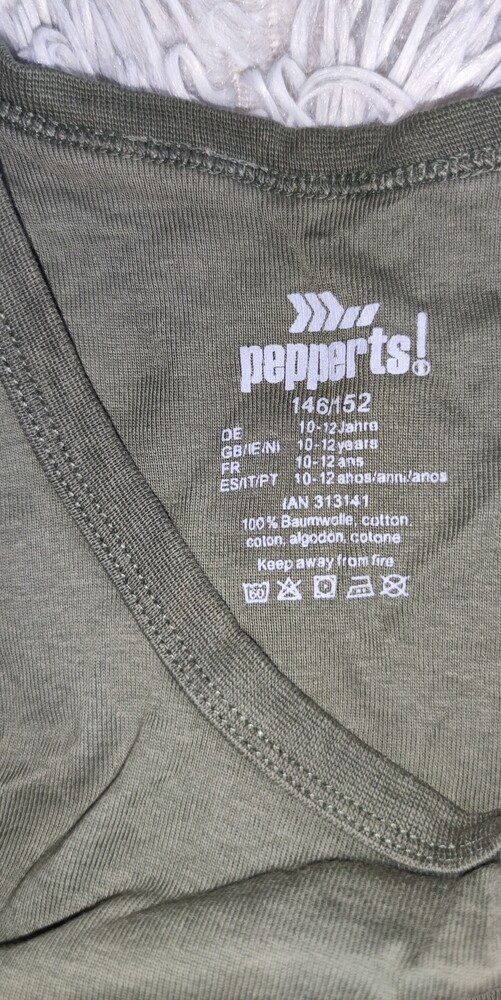 pepperts!
146/152
DE 10-12 Jahre
GB/IE/NI 10-12 years
FR 10-12 ans
ES/IT/PT 10-12 años/anni/anos
IAN 313141
100% Baumwolle, cotton,
coton, algodón, cotone
Keep away from fire
60